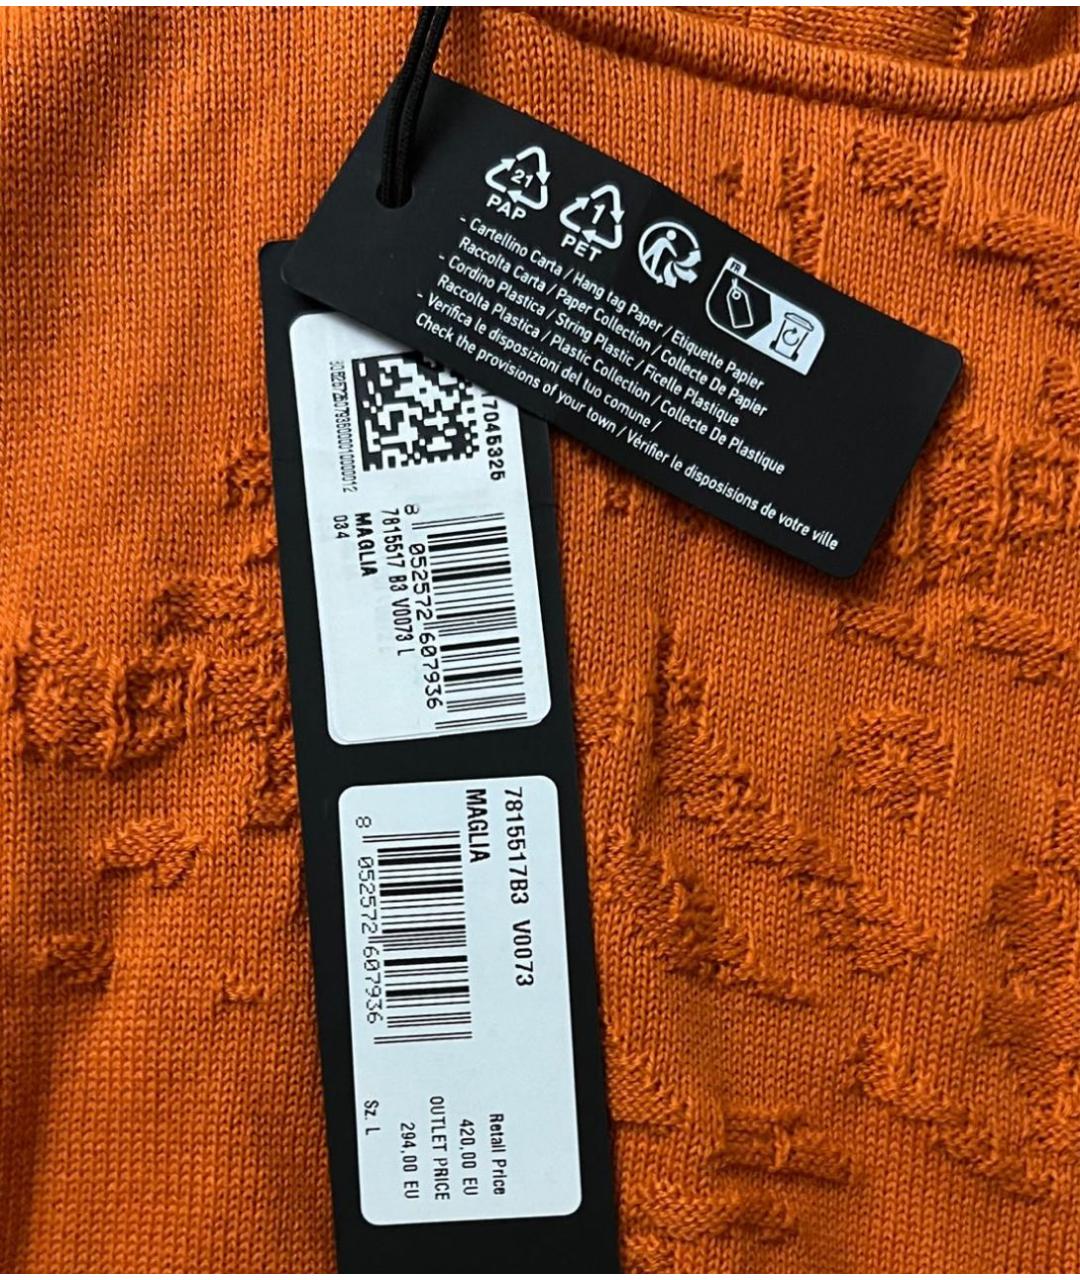 21
PAP
1
PET
FR
- Cartellino Carta / Hang tag Paper / Etiquette Papier
Raccolta Carta / Paper Collection / Collecte De Papier
- Cordino Plastica / String Plastic / Ficelle Plastique
Raccolta Plastica / Plastic Collection / Collecte De Plastique
- Verifica le disposizioni del tuo comune /
Check the provisions of your town / Vérifier le disposisions de votre ville
7045325
8 052572 607936
7815517 B3 V0073 L
MAGLIA
034
7815517B3 V0073
MAGLIA
8 052572 607936
Retail Price
420,00 EU
OUTLET PRICE
294,00 EU
Sz. L